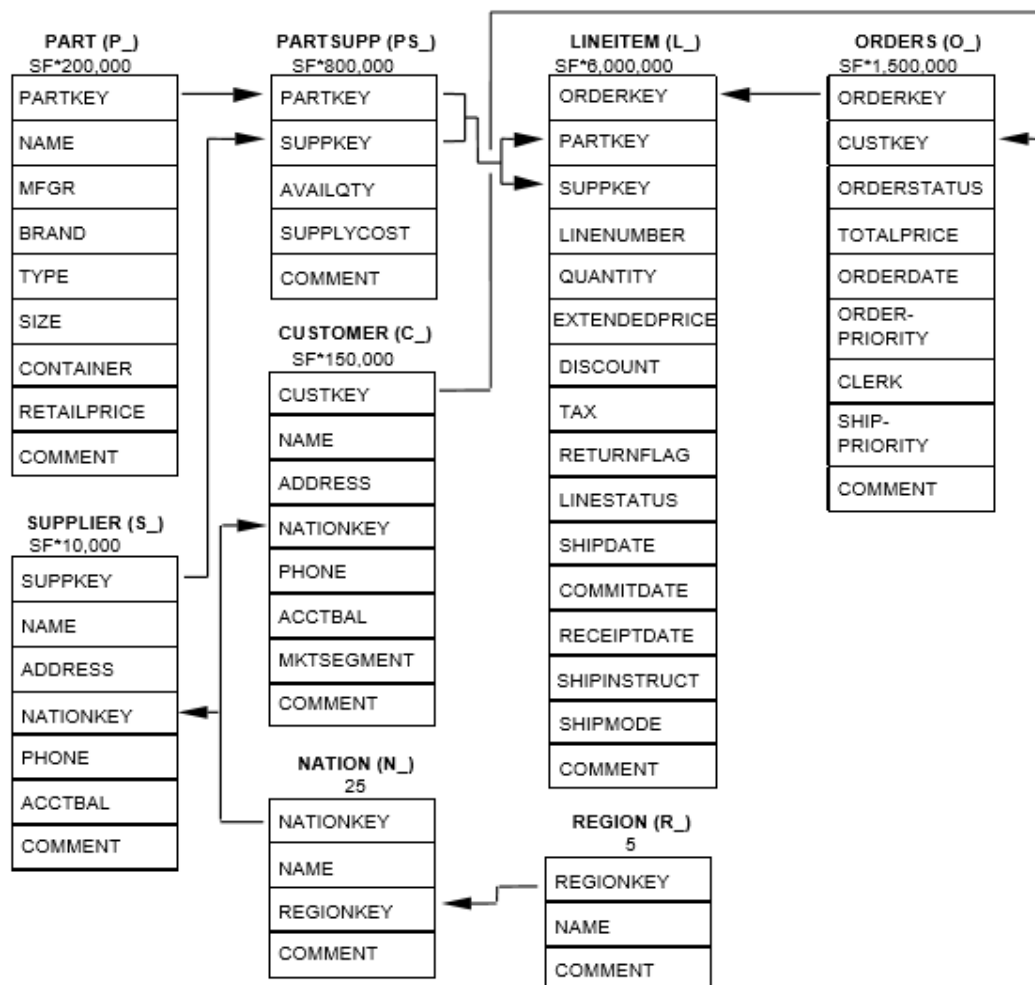 PART (P_)
SF*200,000
PARTKEY
NAME
MFGR
BRAND
TYPE
SIZE
CONTAINER
RETAILPRICE
COMMENT
SUPPLIER (S_)
SF*10,000
SUPPKEY
NAME
ADDRESS
NATIONKEY
PHONE
ACCTBAL
COMMENT
PARTSUPP (PS_)
SF*800,000
PARTKEY
SUPPKEY
AVAILQTY
SUPPLYCOST
COMMENT
CUSTOMER (C_)
SF*150,000
CUSTKEY
NAME
ADDRESS
NATIONKEY
PHONE
ACCTBAL
MKTSEGMENT
COMMENT
NATION (N_)
25
NATIONKEY
NAME
REGIONKEY
COMMENT
LINEITEM (L_)
SF*6,000,000
ORDERKEY
PARTKEY
SUPPKEY
LINENUMBER
QUANTITY
EXTENDEDPRICE
DISCOUNT
TAX
RETURNFLAG
LINESTATUS
SHIPDATE
COMMITDATE
RECEIPTDATE
SHIPINSTRUCT
SHIPMODE
COMMENT
REGION (R_)
5
REGIONKEY
NAME
COMMENT
ORDERS (O_)
SF*1,500,000
ORDERKEY
CUSTKEY
ORDERSTATUS
TOTALPRICE
ORDERDATE
ORDER-
PRIORITY
CLERK
SHIP-
PRIORITY
COMMENT